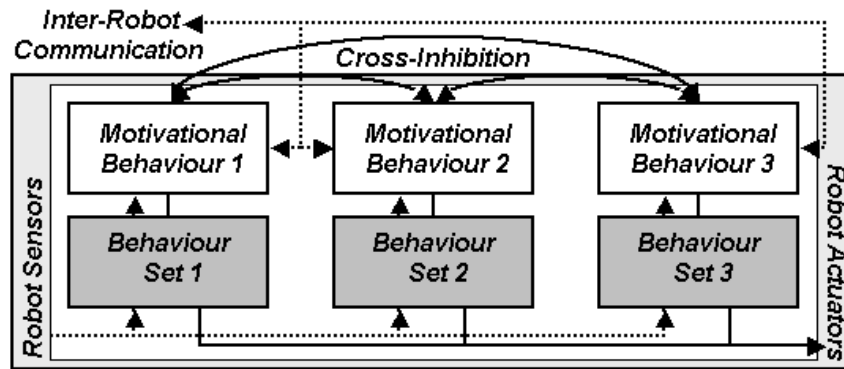 Inter-Robot
Communication
Cross-Inhibition
Motivational
Behaviour 1
Motivational
Behaviour 2
Motivational
Behaviour 3
Behaviour
Set 1
Behaviour
Set 2
Behaviour
Set 3
Robot Sensors
Robot Actuators